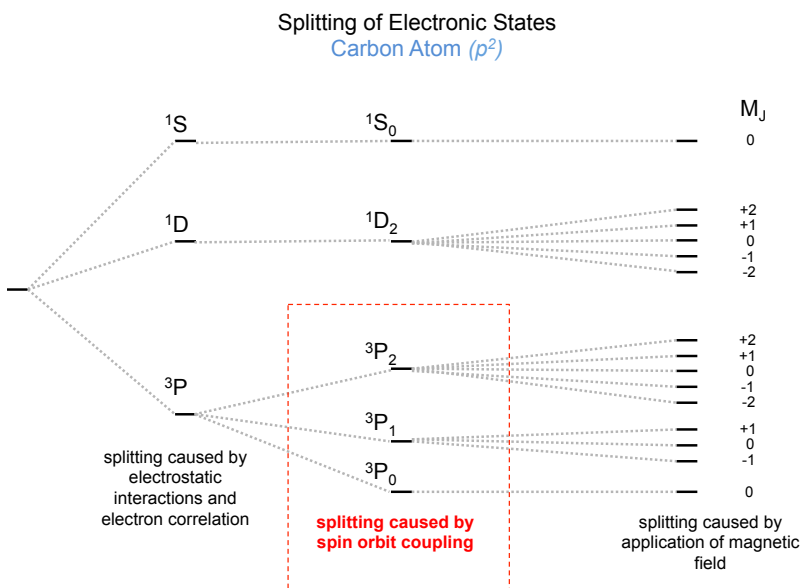 Splitting of Electronic States
Carbon Atom (p²)
M_J
¹S
¹S₀
0
¹D
¹D₂
+2
+1
0
-1
-2
³P
³P₂
+2
+1
0
-1
-2
³P₁
+1
0
-1
³P₀
0
splitting caused by
electrostatic
interactions and
electron correlation
splitting caused by
spin orbit coupling
splitting caused by
application of magnetic
field